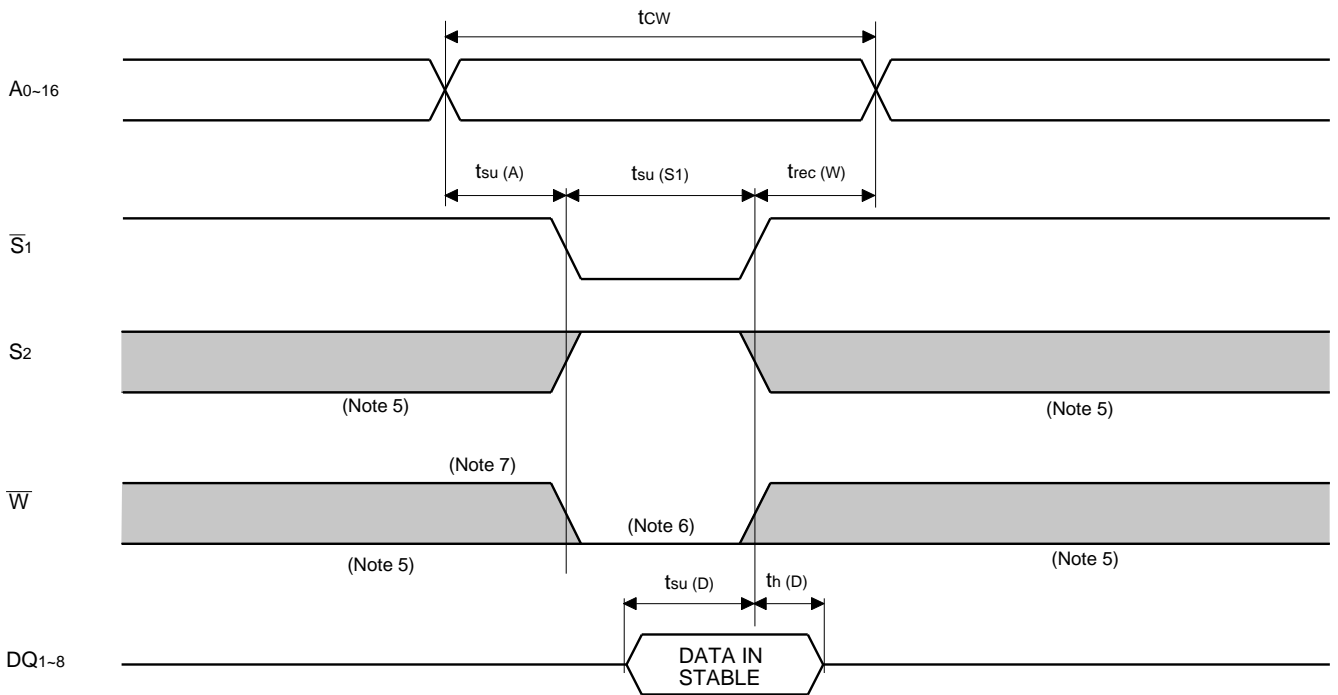 tCW
A0~16
tsu (A) tsu (S1) trec (W)
S̅1
S2
(Note 5) (Note 5)
(Note 7)
W̅
(Note 6)
(Note 5) (Note 5)
tsu (D) th (D)
DQ1~8
DATA IN
STABLE